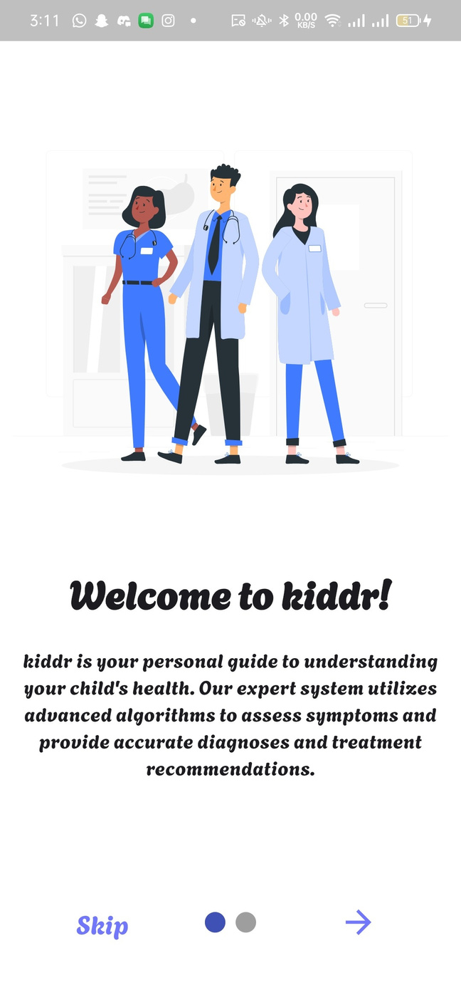 3:11 0.00 KB/S 51
Welcome to kiddr!
kiddr is your personal guide to understanding
your child's health. Our expert system utilizes
advanced algorithms to assess symptoms and
provide accurate diagnoses and treatment
recommendations.
Skip